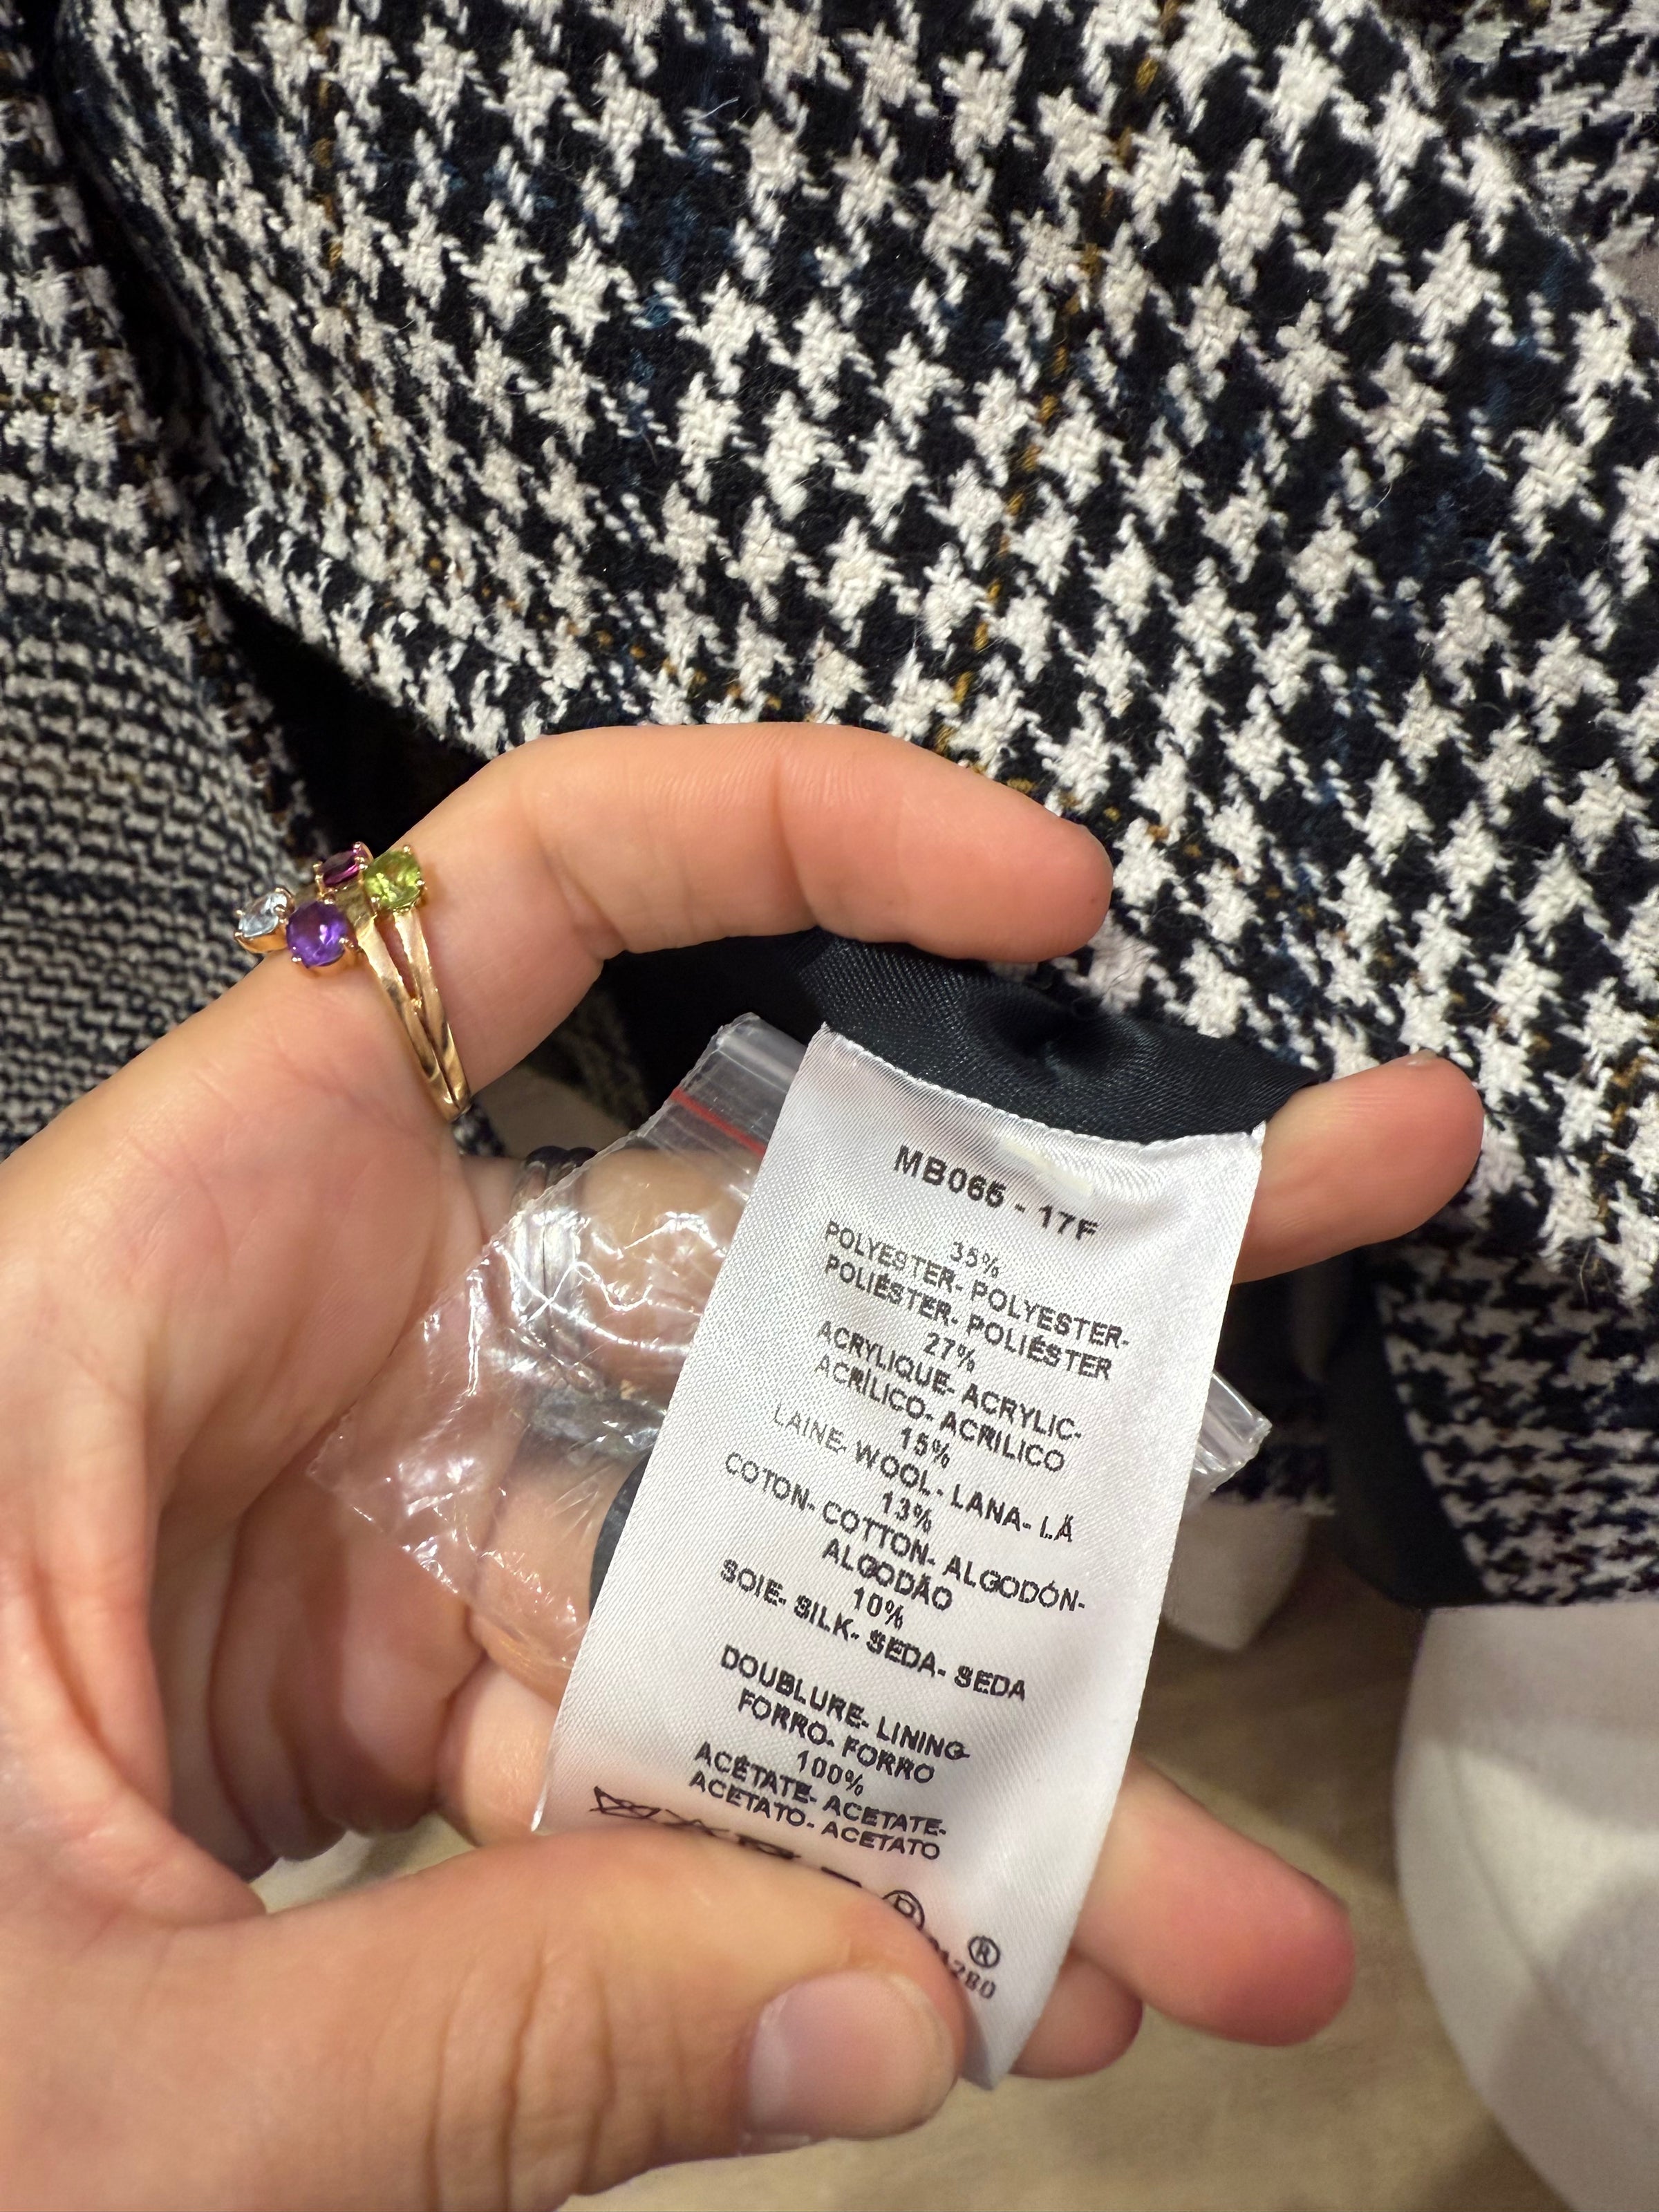 MB065 - 17F
35%
POLYESTER- POLYESTER-
POLIÉSTER- POLIÉSTER
27%
ACRYLIQUE- ACRYLIC-
ACRÍLICO- ACRILICO
15%
LAINE- WOOL- LANA- LÃ
13%
COTON- COTTON- ALGODÓN-
ALGODÃO
10%
SOIE- SILK- SEDA- SEDA
DOUBLURE- LINING-
FORRO- FORRO
100%
ACÉTATE- ACETATE-
ACETATO- ACETATO
P
®
1280